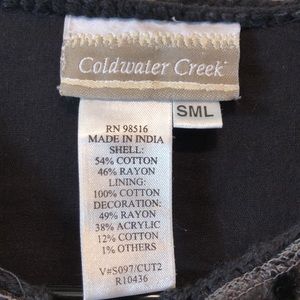 Coldwater Creek
SML
RN 98516
MADE IN INDIA
SHELL:
54% COTTON
46% RAYON
LINING:
100% COTTON
DECORATION:
49% RAYON
38% ACRYLIC
12% COTTON
1% OTHERS
V#S097/CUT2
R10436